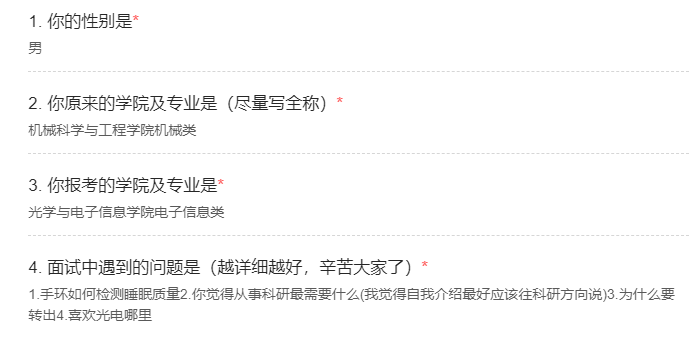 1. 你的性别是*
男
2. 你原来的学院及专业是（尽量写全称）*
机械科学与工程学院机械类
3. 你报考的学院及专业是*
光学与电子信息学院电子信息类
4. 面试中遇到的问题是（越详细越好，辛苦大家了）*
1.手环如何检测睡眠质量2.你觉得从事科研最需要什么(我觉得自我介绍最好应该往科研方向说)3.为什么要
转出4.喜欢光电哪里